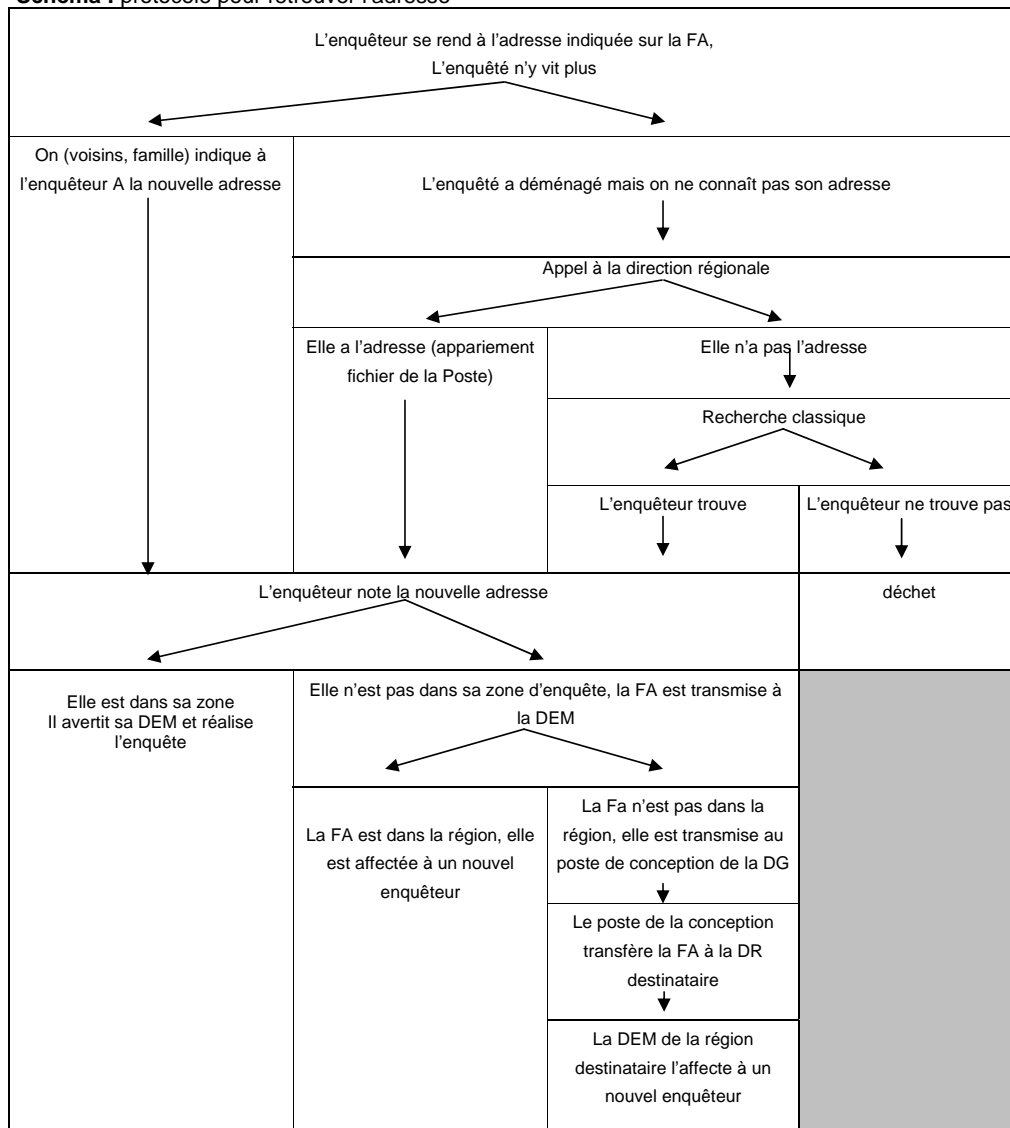 Schéma : protocole pour retrouver l'adresse
L'enquêteur se rend à l'adresse indiquée sur la FA,
L'enquêté n'y vit plus
On (voisins, famille) indique à
l'enquêteur A la nouvelle adresse
L'enquêté a déménagé mais on ne connaît pas son adresse
Appel à la direction régionale
Elle a l'adresse (appariement
fichier de la Poste)
Elle n'a pas l'adresse
Recherche classique
L'enquêteur trouve
L'enquêteur ne trouve pas
L'enquêteur note la nouvelle adresse
déchet
Elle est dans sa zone
Il avertit sa DEM et réalise
l'enquête
Elle n'est pas dans sa zone d'enquête, la FA est transmise à
la DEM
La FA est dans la région, elle
est affectée à un nouvel
enquêteur
La Fa n'est pas dans la
région, elle est transmise au
poste de conception de la DG
Le poste de la conception
transfère la FA à la DR
destinataire
La DEM de la région
destinataire l'affecte à un
nouvel enquêteur